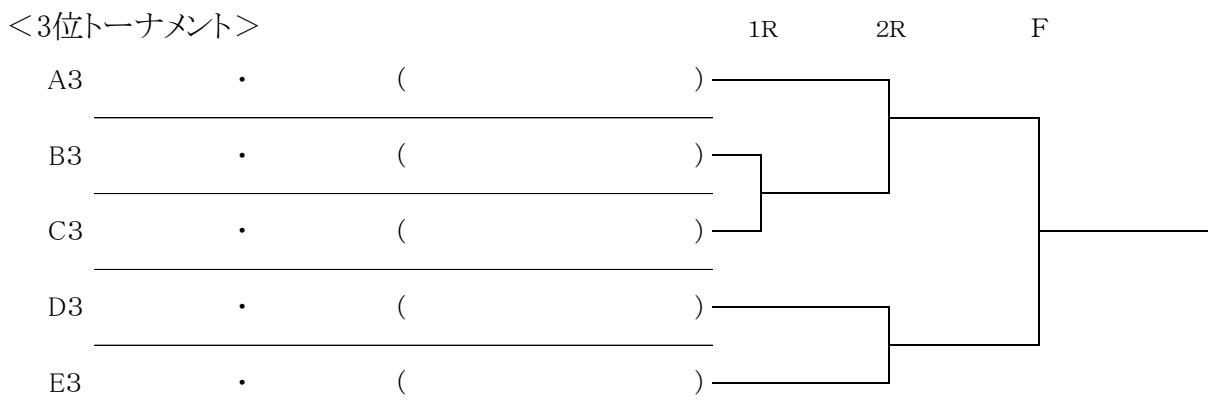 ＜3位トーナメント＞ 1R 2R F
A3 ・ ( )
B3 ・ ( )
C3 ・ ( )
D3 ・ ( )
E3 ・ ( )